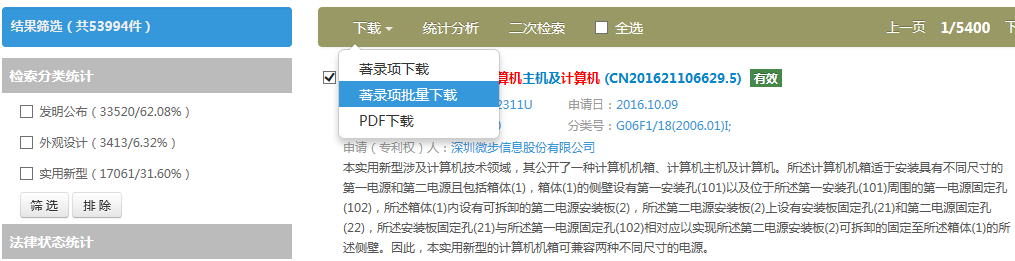 结果筛选（共53994件）
检索分类统计
发明公布（33520/62.08%）
外观设计（3413/6.32%）
实用新型（17061/31.60%）
筛 选 排 除
法律状态统计
下载 统计分析 二次检索 全选 上一页 1/5400
著录项下载
著录项批量下载
PDF下载
算机主机及计算机 (CN201621106629.5) 有效
2311U 申请日：2016.10.09
分类号：G06F1/18(2006.01)I;
申请（专利权）人：深圳微步信息股份有限公司
本实用新型涉及计算机技术领域，其公开了一种计算机机箱、计算机主机及计算机。所述计算机机箱适于安装具有不同尺寸的
第一电源和第二电源且包括箱体(1)，箱体(1)的侧壁设有第一安装孔(101)以及位于所述第一安装孔(101)周围的第一电源固定孔
(102)，所述箱体(1)内设有可拆卸的第二电源安装板(2)，所述第二电源安装板(2)上设有安装板固定孔(21)和第二电源固定孔
(22)，所述安装板固定孔(21)与所述第一电源固定孔(102)相对应以实现所述第二电源安装板(2)可拆卸的固定至所述箱体(1)的所
述侧壁。因此，本实用新型的计算机机箱可兼容两种不同尺寸的电源。